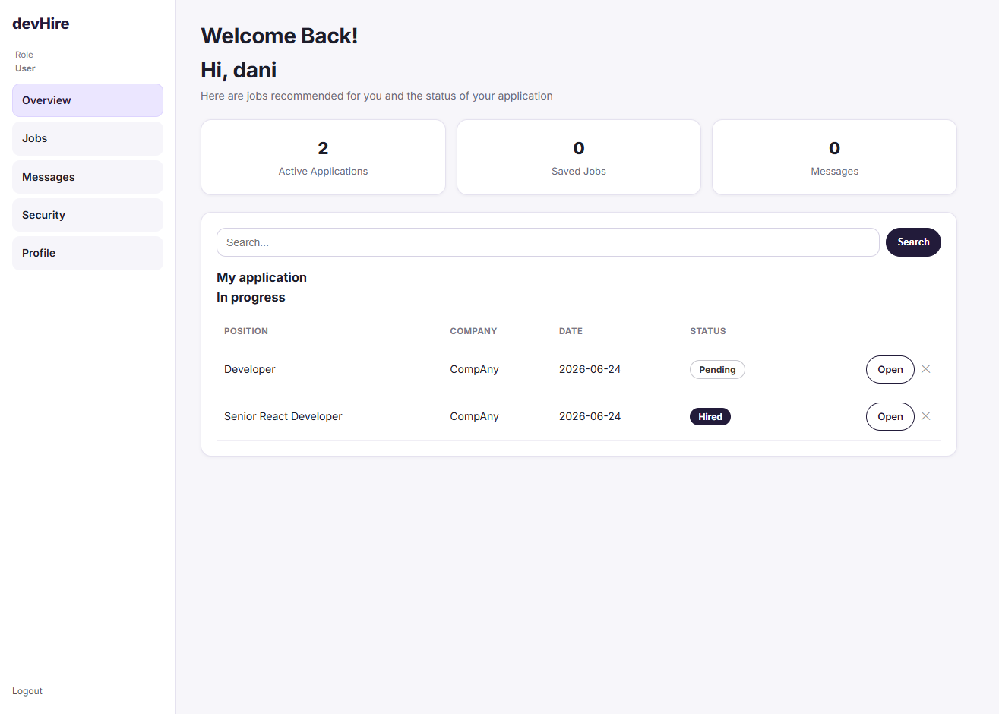 devHire
Role
User
Overview
Jobs
Messages
Security
Profile
Logout
Welcome Back!
Hi, dani
Here are jobs recommended for you and the status of your application
2
Active Applications
0
Saved Jobs
0
Messages
Search...
Search
My application
In progress
POSITION COMPANY DATE STATUS
Developer CompAny 2026-06-24 Pending Open ×
Senior React Developer CompAny 2026-06-24 Hired Open ×